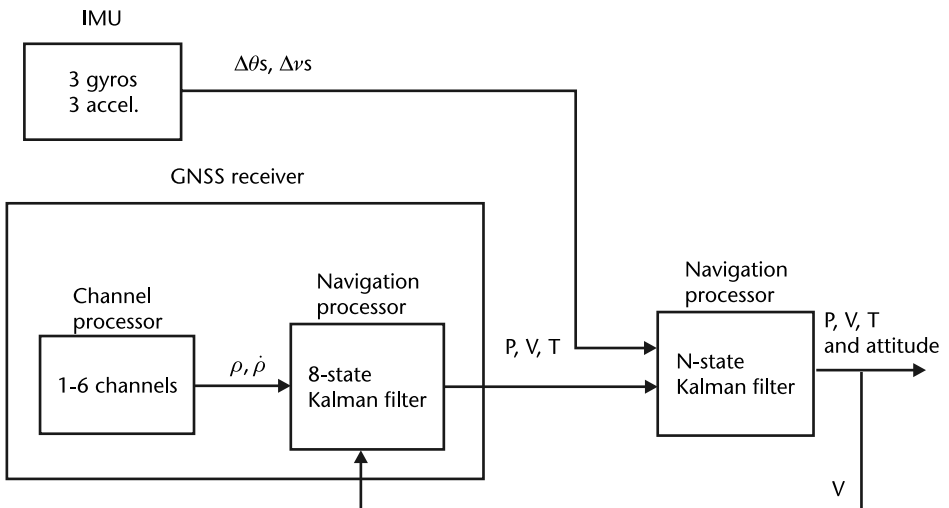 IMU
3 gyros
3 accel.
Δθs, Δνs
GNSS receiver
Channel
processor
1-6 channels
ρ, ρ̇
Navigation
processor
8-state
Kalman filter
P, V, T
Navigation
processor
N-state
Kalman filter
P, V, T
and attitude
V